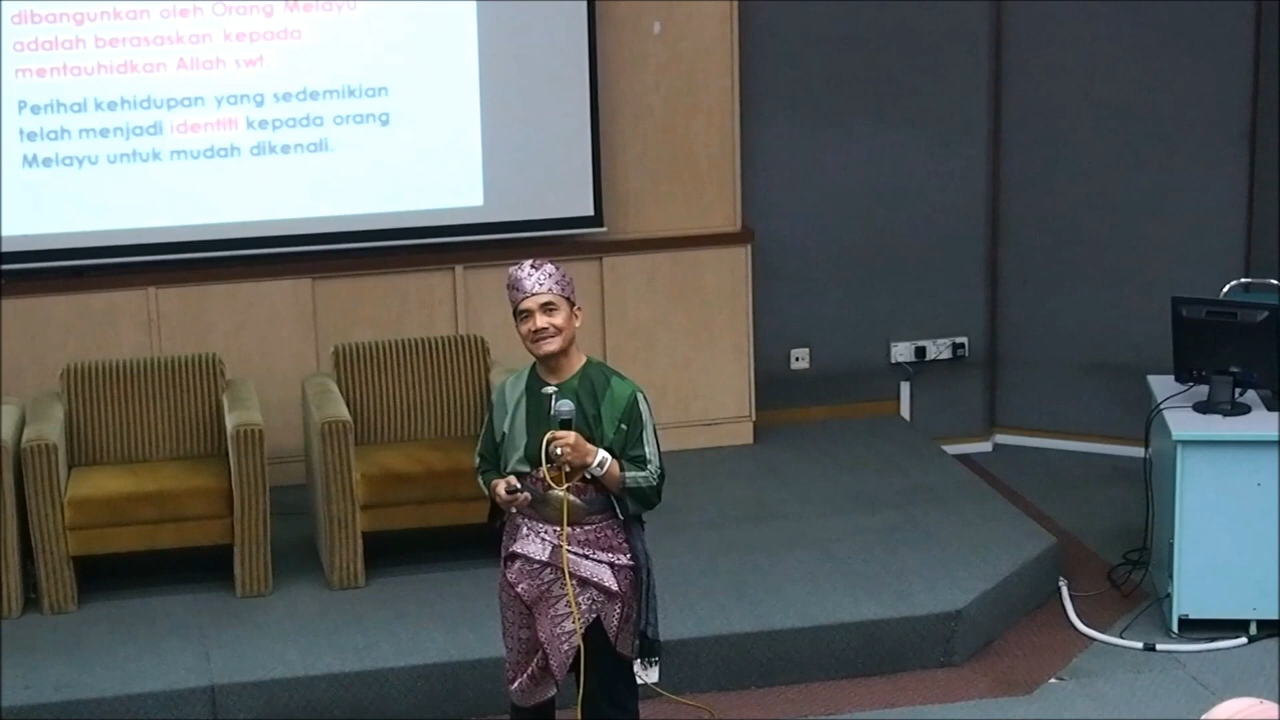 dibangunkan oleh Orang Melayu
adalah berasaskan kepada
mentauhidkan Allah swt.
Perihal kehidupan yang sedemikian
telah menjadi identiti kepada orang
Melayu untuk mudah dikenali.